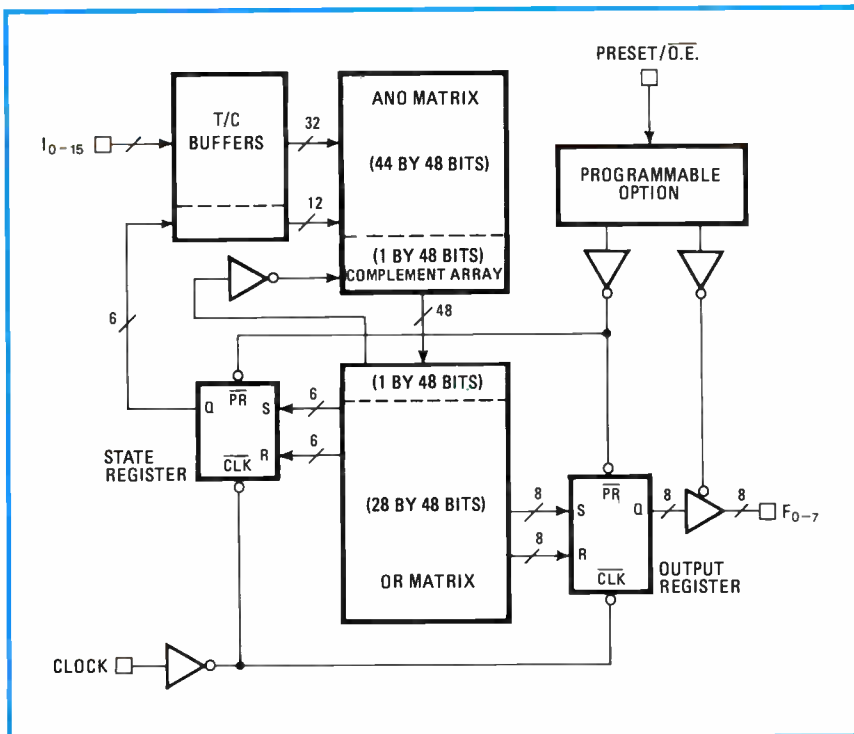 PRESET/O.E.
T/C
BUFFERS
I0–15
32
12
ANO MATRIX
(44 BY 48 BITS)
(1 BY 48 BITS)
COMPLEMENT ARRAY
PROGRAMMABLE
OPTION
6
48
(1 BY 48 BITS)
Q
PR
S
R
CLK
6
6
STATE
REGISTER
(28 BY 48 BITS)
OR MATRIX
8
8
PR
S
Q
R
CLK
8
8
F0–7
OUTPUT
REGISTER
CLOCK